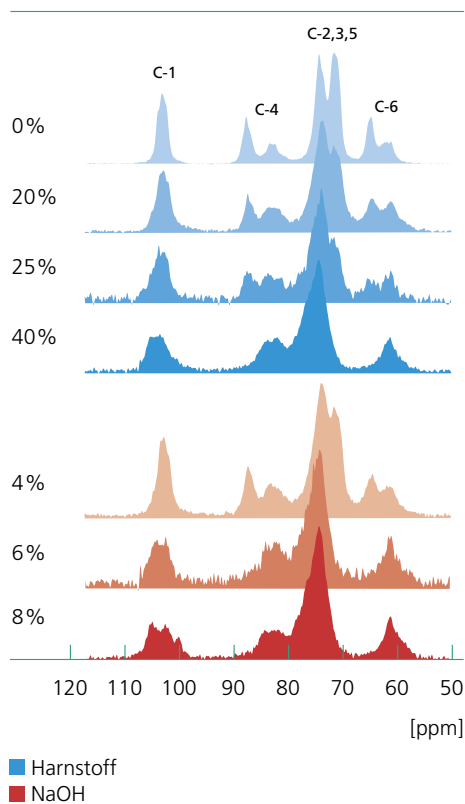 C-2,3,5
C-1
C-4
C-6
0%
20%
25%
40%
4%
6%
8%
120 110 100 90 80 70 60 50
[ppm]
Harnstoff
NaOH